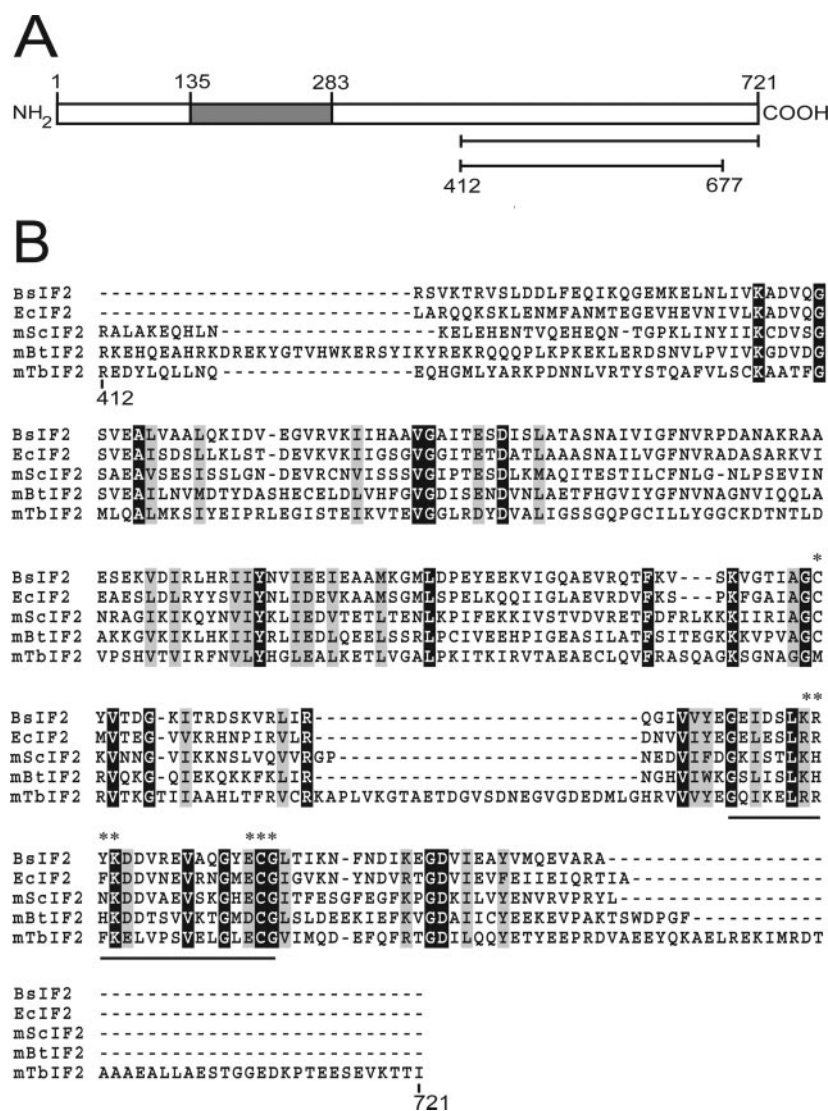 A
1 135 283 721
NH2 COOH
412 677
B
BsIF2 --------------------------RSVKTRVSLDDLFEQIKQGEMKELNLIVKADVQG
EcIF2 --------------------------LARQQKSKLENMFANMTEGEVHEVNIVLKADVQG
mScIF2 RALAKEQHLN----------------KELEHENTVQEHEQN-TGPKLINYIIKCDVSG
mBtIF2 RKEHQEAHRKDREKYGTVHWKERSYIKYREKRQQQPLKPKEKLERDSNVLPVIVKGDVDG
mTbIF2 REDYLQLLNQ----------------EQHGMLYARKPDNNLVRTYSTQAFVLSCKAATFG
412
BsIF2 SVEALVAALQKIDV-EGVRVKIIHAAVGAITESDISLATASNAIVIGFNVRPDANAKRAA
EcIF2 SVEAISDSLLKLST-DEVKVKIIGSGVGGITETDATLAAASNAILVGFNVRADASARKVI
mScIF2 SAEAVSESISSLGN-DEVRCNVISSSVGIPTESDLKMAQITESTILCFNLG-NLPSEVIN
mBtIF2 SVEAILNVMDTYDASHECELDLVHFGVGDISENDVNLAETFHGVIYGFNVNAGNVIQQLA
mTbIF2 MLQALMKSIYEIPRLEGISTEIKVTEVGGLRDYDVALIGSSGQPGCILLYGGCKDTNTLD
*
BsIF2 ESEKVDIRLHRIIYNVIEEIEAAMKGMLDPEYEEKVIGQAEVRQTFKV---SKVGTIAGC
EcIF2 EAESLDLRYYSVIYNLIDEVKAAMSGMLSPELKQQIIGLAEVRDVFKS---PKFGAIAGC
mScIF2 NRAGIKIKQYNVIYKLIEDVTETLTENLKPIFEKKIVSTVDVRETFDFRLKKKIIRIAGC
mBtIF2 AKKGVKIKLHKIIYRLIEDLQEELSSRLPCIVEEHPIGEASILATFSITEGKKKVPVAGC
mTbIF2 VPSHVTVIRFNVLYHGLEALKETLVGALPKITKIRVTAEAECLQVFRASQAGKSGNAGGM
**
BsIF2 YVTDG-KITRDSKVRLIR---------------------------QGIVVYEGEIDSLKR
EcIF2 MVTEG-VVKRHNPIRVLR---------------------------DNVVIYEGELESLRR
mScIF2 KVNNG-VIKKNSLVQVVRGP-------------------------NEDVIFDGKISTLKH
mBtIF2 RVQKG-QIEKQKKFKLIR---------------------------NGHVIWKGSLISLKH
mTbIF2 RVTKGTIIAAHLTFRVCRKAPLVKGTAETDGVSDNEGVGDEDMLGHRVVVYEGQIKELRR
** ***
BsIF2 YKDDVREVAQGYECGLTIKN-FNDIKEGDVIEAYVMQEVARA------------------
EcIF2 FKDDVNEVRNGMECGIGVKN-YNDVRTGDVIEVFEIIEIQRTIA----------------
mScIF2 NKDDVAEVSKGHECGITFESGFEGFKPGDKILVYENVRVPRYL-----------------
mBtIF2 HKDDTSVVKTGMDCGLSLDEEKIEFKVGDAIICYEEKEVPAKTSWDPGF-----------
mTbIF2 FKELVPSVELGLECGVIMQD-EFQFRTGDILQQYETYEEPRDVAEEYQKAELREKIMRDT
BsIF2 ---------------------------
EcIF2 ---------------------------
mScIF2 ---------------------------
mBtIF2 ---------------------------
mTbIF2 AAAEALLAESTGGEDKPTEESEVKTTI
721